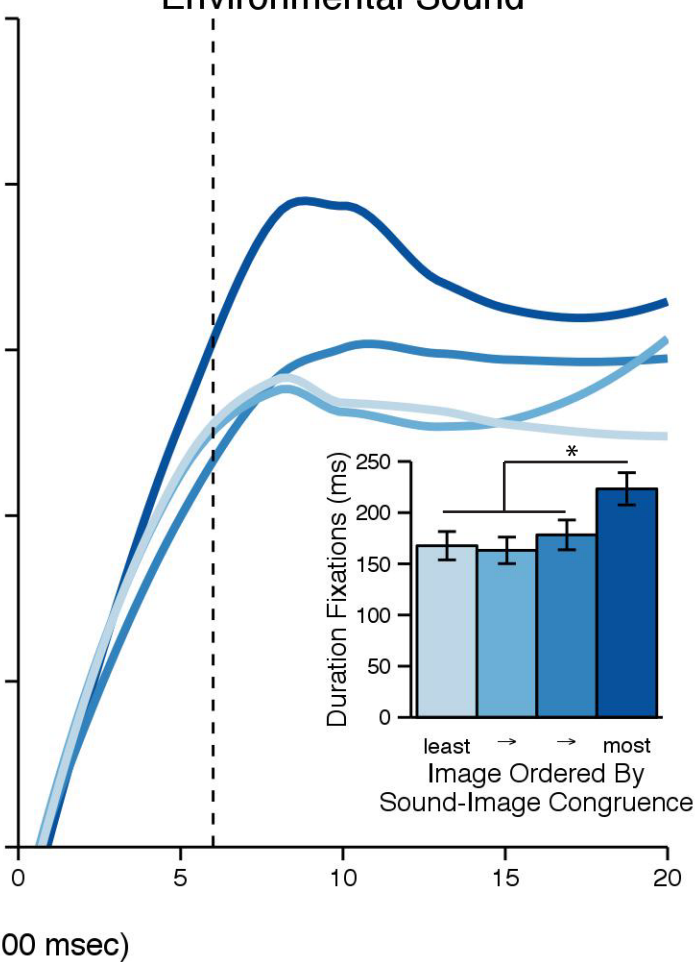 Environmental Sound
*
Duration Fixations (ms)
250
200
150
100
50
0
least → → most
Image Ordered By
Sound-Image Congruence
0 5 10 15 20
00 msec)